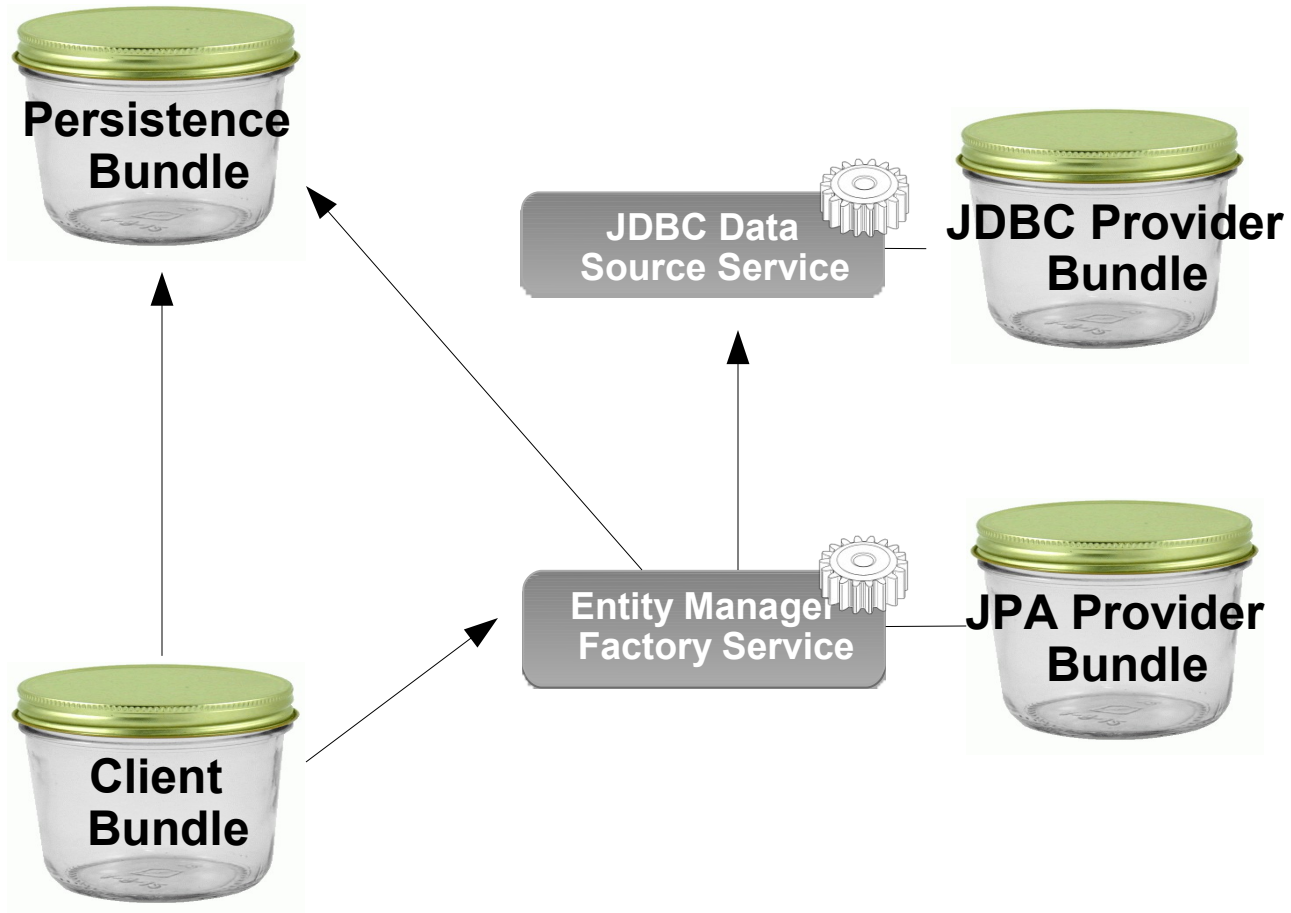 Persistence
Bundle
JDBC Data
Source Service
JDBC Provider
Bundle
Entity Manager
Factory Service
JPA Provider
Bundle
Client
Bundle